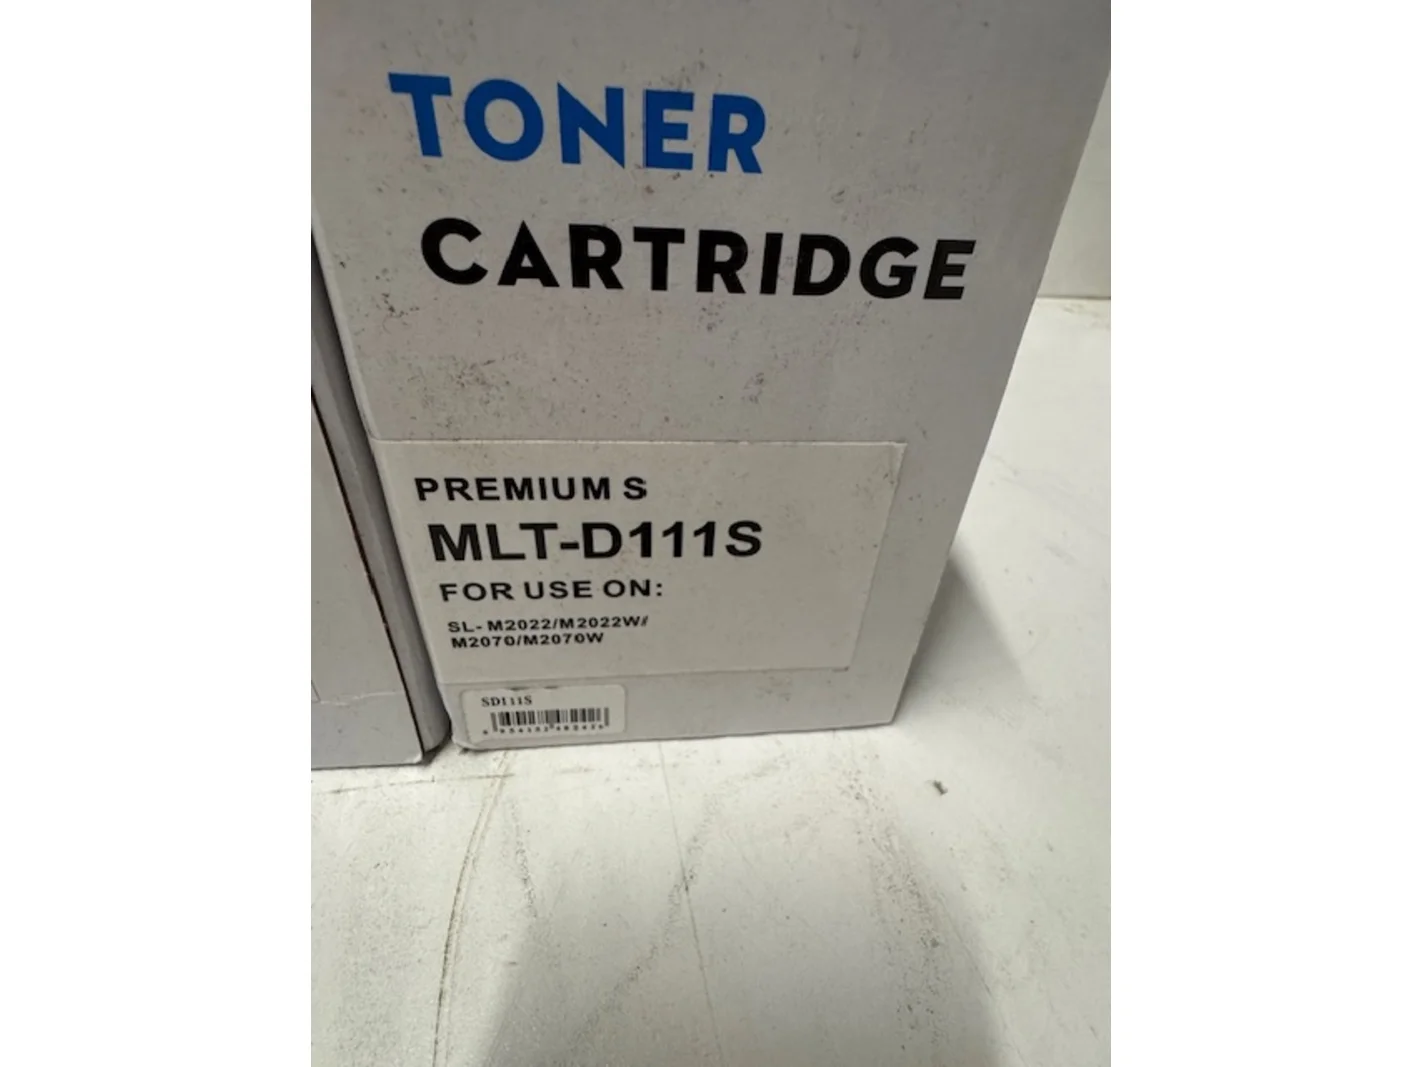 TONER
CARTRIDGE
PREMIUM S
MLT-D111S
FOR USE ON:
SL- M2022/M2022W/
M2070/M2070W
SD111S